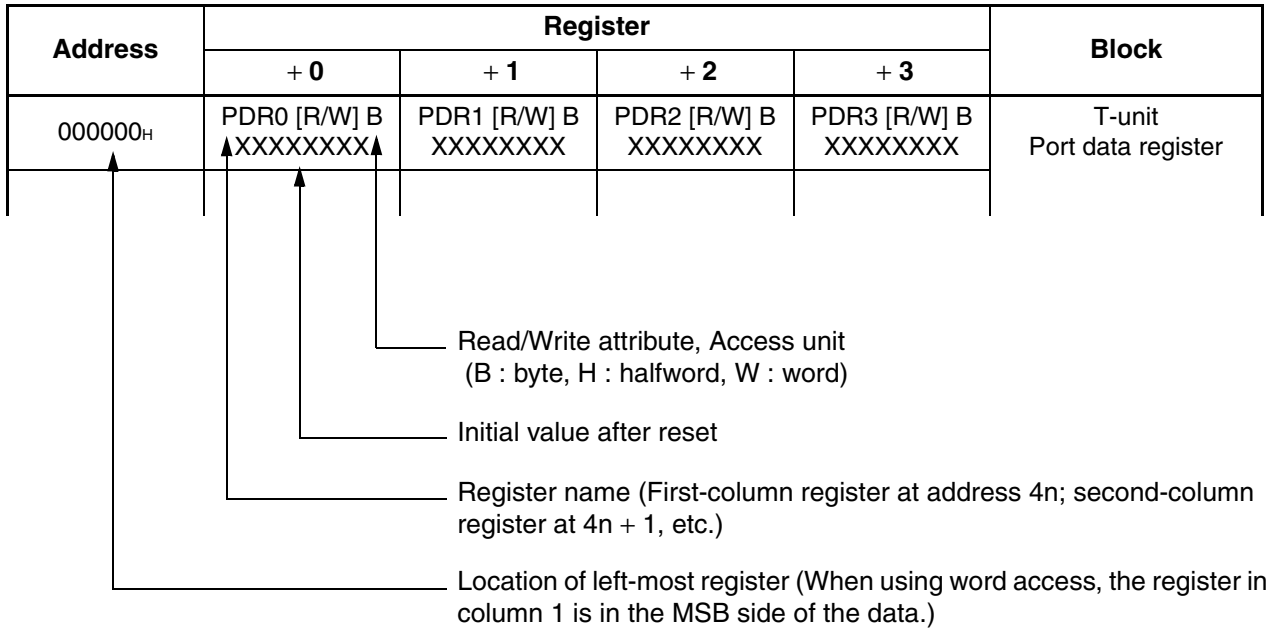 Address Register Block
+ 0 + 1 + 2 + 3
000000H PDR0 [R/W] B PDR1 [R/W] B PDR2 [R/W] B PDR3 [R/W] B T-unit
XXXXXXXX XXXXXXXX XXXXXXXX XXXXXXXX Port data register
Read/Write attribute, Access unit
(B : byte, H : halfword, W : word)
Initial value after reset
Register name (First-column register at address 4n; second-column
register at 4n + 1, etc.)
Location of left-most register (When using word access, the register in
column 1 is in the MSB side of the data.)